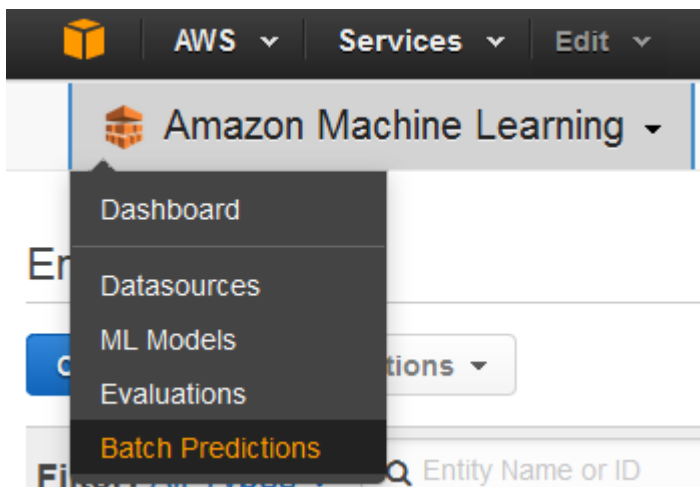 AWS Services Edit
Amazon Machine Learning
Dashboard
Datasources
ML Models
Evaluations
Batch Predictions
Entity Name or ID